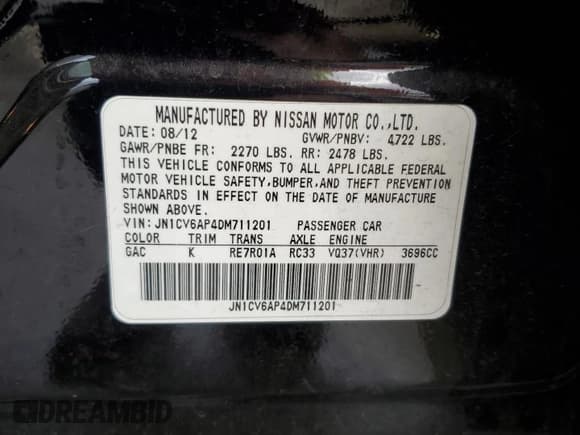 MANUFACTURED BY NISSAN MOTOR CO.,LTD.
DATE: 08/12 GVWR/PNBV: 4722 LBS.
GAWR/PNBE FR: 2270 LBS. RR: 2478 LBS.
THIS VEHICLE CONFORMS TO ALL APPLICABLE FEDERAL
MOTOR VEHICLE SAFETY,BUMPER,AND THEFT PREVENTION
STANDARDS IN EFFECT ON THE DATE OF MANUFACTURE
SHOWN ABOVE.
VIN: JN1CV6AP4DM711201 PASSENGER CAR
COLOR TRIM TRANS AXLE ENGINE
GAC K RE7R01A RC33 VQ37(VHR) 3696CC
JN1CV6AP4DM711201
DREAMBID